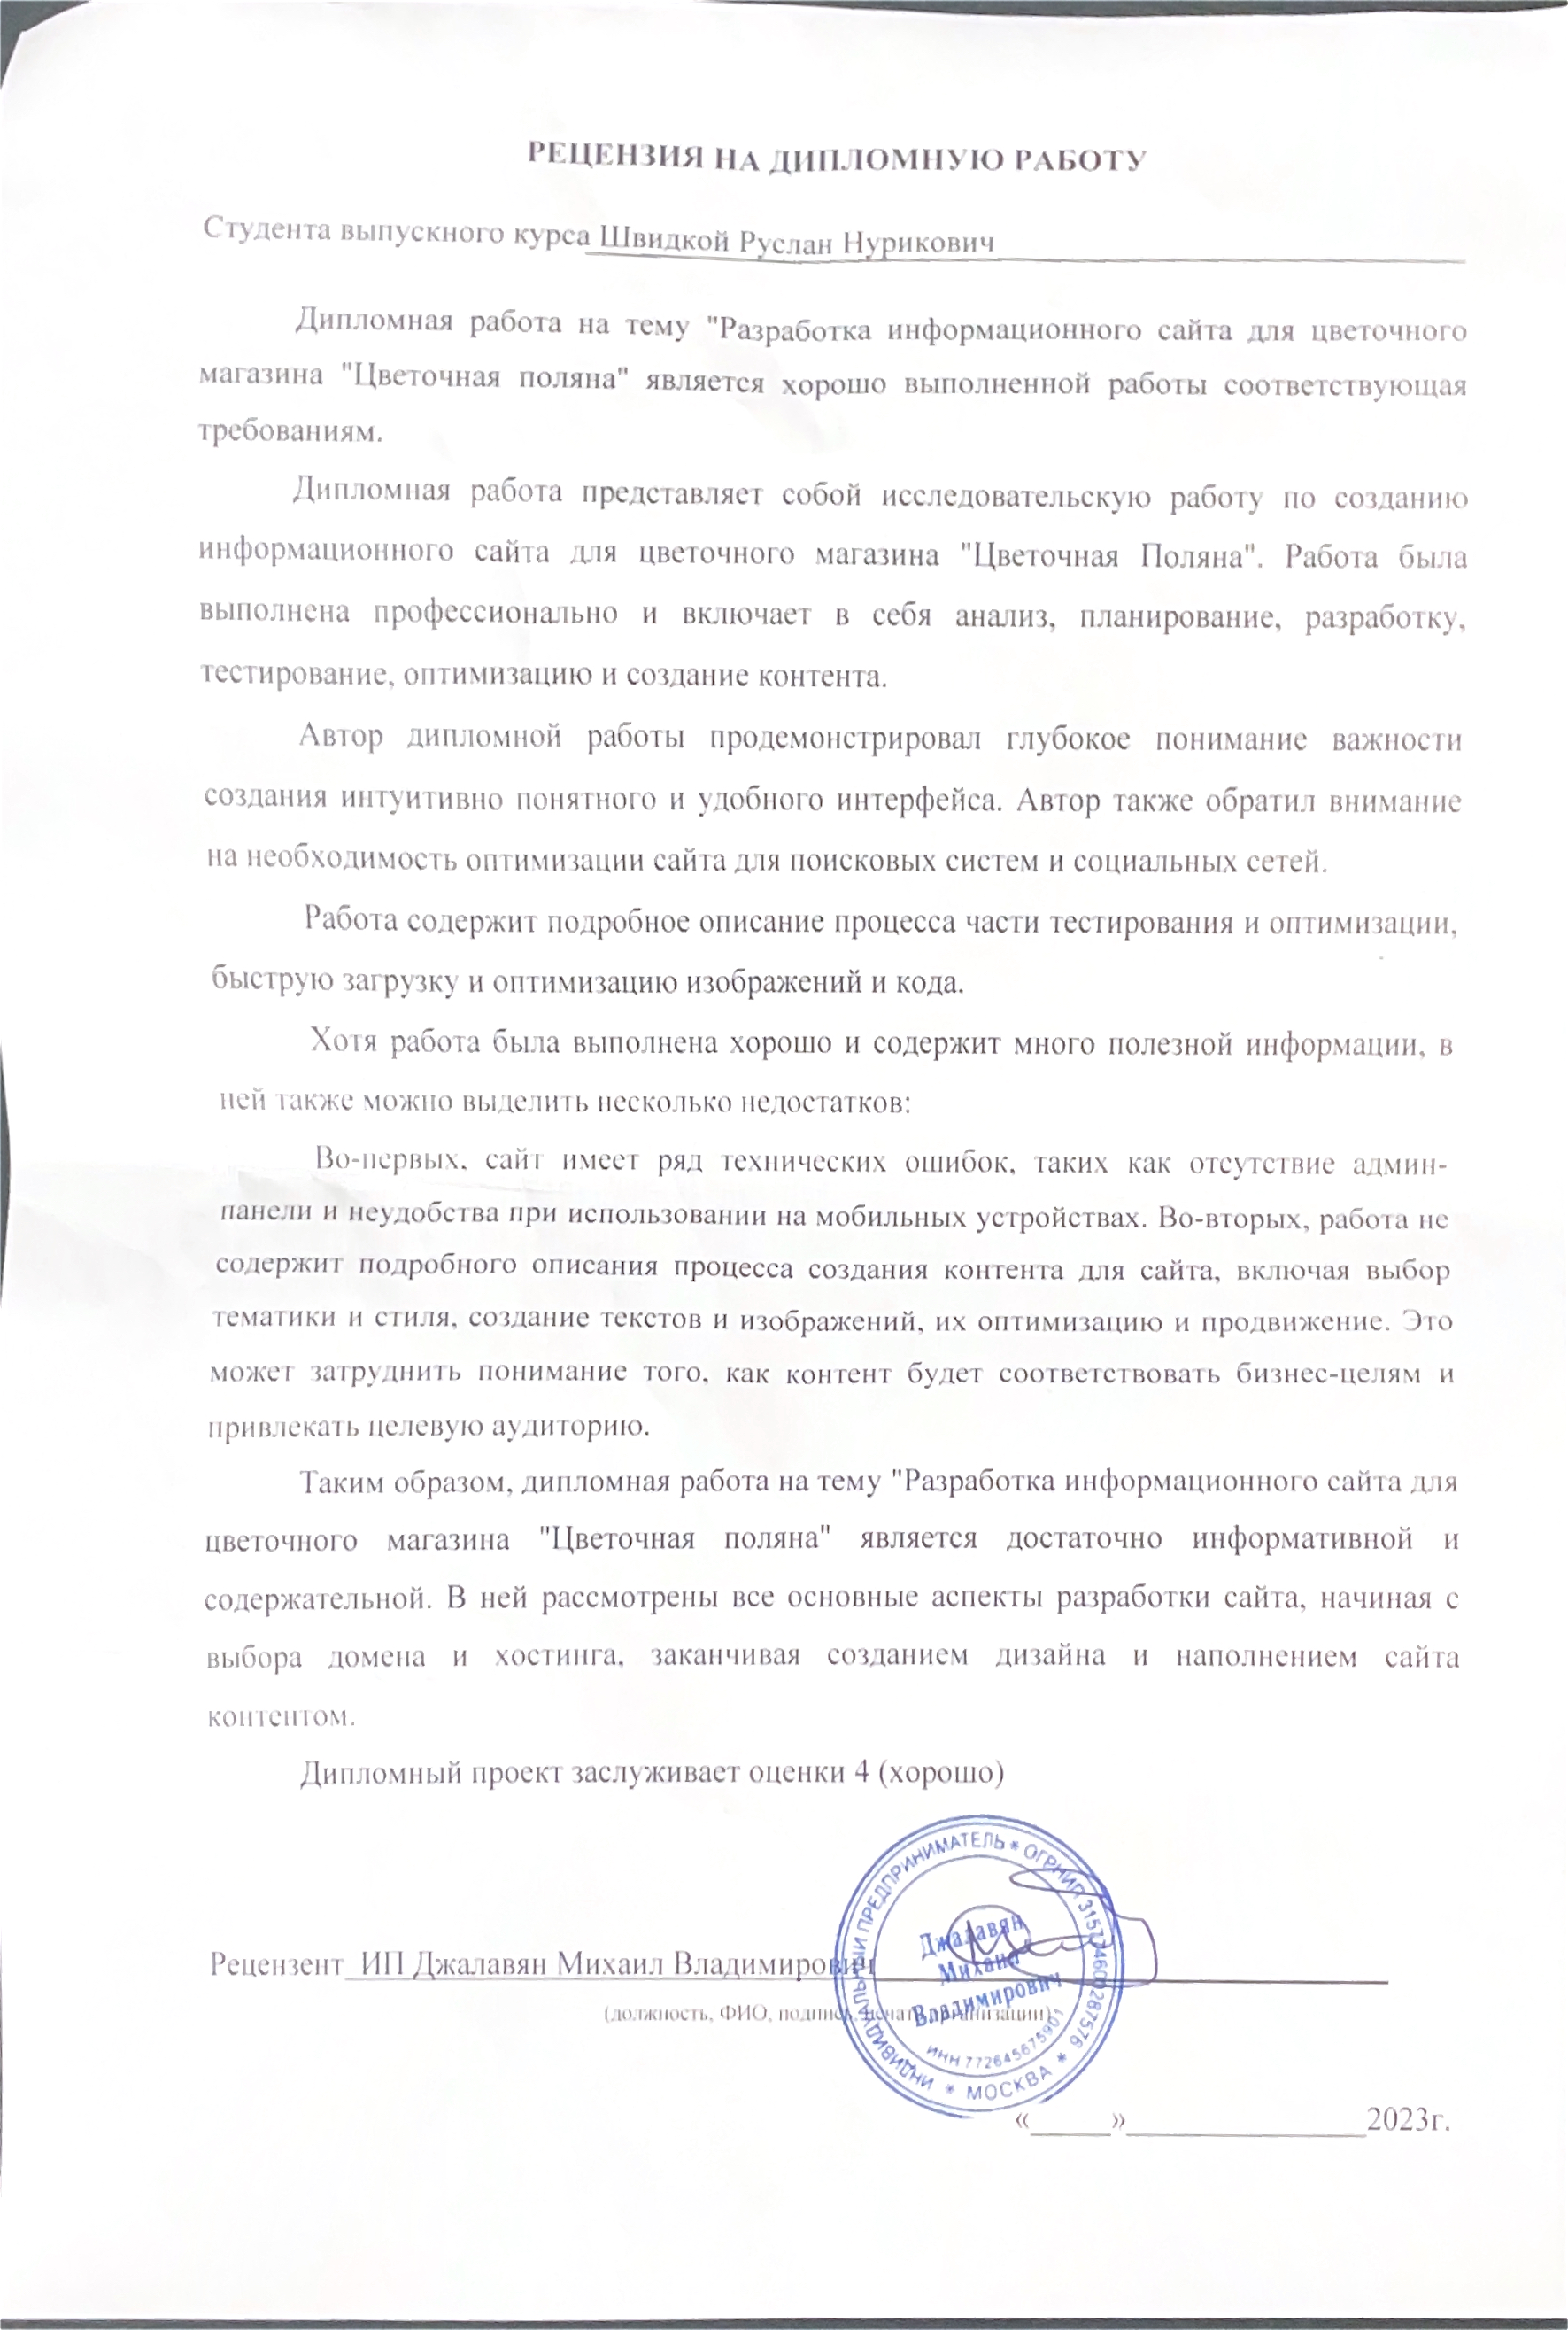 РЕЦЕНЗИЯ НА ДИПЛОМНУЮ РАБОТУ
Студента выпускного курса Швидкой Руслан Нурикович
Дипломная работа на тему "Разработка информационного сайта для цветочного
магазина "Цветочная поляна" является хорошо выполненной работы соответствующая
требованиям.
Дипломная работа представляет собой исследовательскую работу по созданию
информационного сайта для цветочного магазина "Цветочная Поляна". Работа была
выполнена профессионально и включает в себя анализ, планирование, разработку,
тестирование, оптимизацию и создание контента.
Автор дипломной работы продемонстрировал глубокое понимание важности
создания интуитивно понятного и удобного интерфейса. Автор также обратил внимание
на необходимость оптимизации сайта для поисковых систем и социальных сетей.
Работа содержит подробное описание процесса части тестирования и оптимизации,
быструю загрузку и оптимизацию изображений и кода.
Хотя работа была выполнена хорошо и содержит много полезной информации, в
ней также можно выделить несколько недостатков:
Во-первых, сайт имеет ряд технических ошибок, таких как отсутствие админ-
панели и неудобства при использовании на мобильных устройствах. Во-вторых, работа не
содержит подробного описания процесса создания контента для сайта, включая выбор
тематики и стиля, создание текстов и изображений, их оптимизацию и продвижение. Это
может затруднить понимание того, как контент будет соответствовать бизнес-целям и
привлекать целевую аудиторию.
Таким образом, дипломная работа на тему "Разработка информационного сайта для
цветочного магазина "Цветочная поляна" является достаточно информативной и
содержательной. В ней рассмотрены все основные аспекты разработки сайта, начиная с
выбора домена и хостинга, заканчивая созданием дизайна и наполнением сайта
контентом.
Дипломный проект заслуживает оценки 4 (хорошо)
Рецензент ИП Джалавян Михаил Владимирович
(должность, ФИО, подпись, печать организации)
ИНДИВИДУАЛЬНЫЙ ПРЕДПРИНИМАТЕЛЬ * ОГРНИП 315774600287576 * МОСКВА *
Джалавян
Михаил
Владимирович
ИНН 772645675901
«_____»_______________2023г.